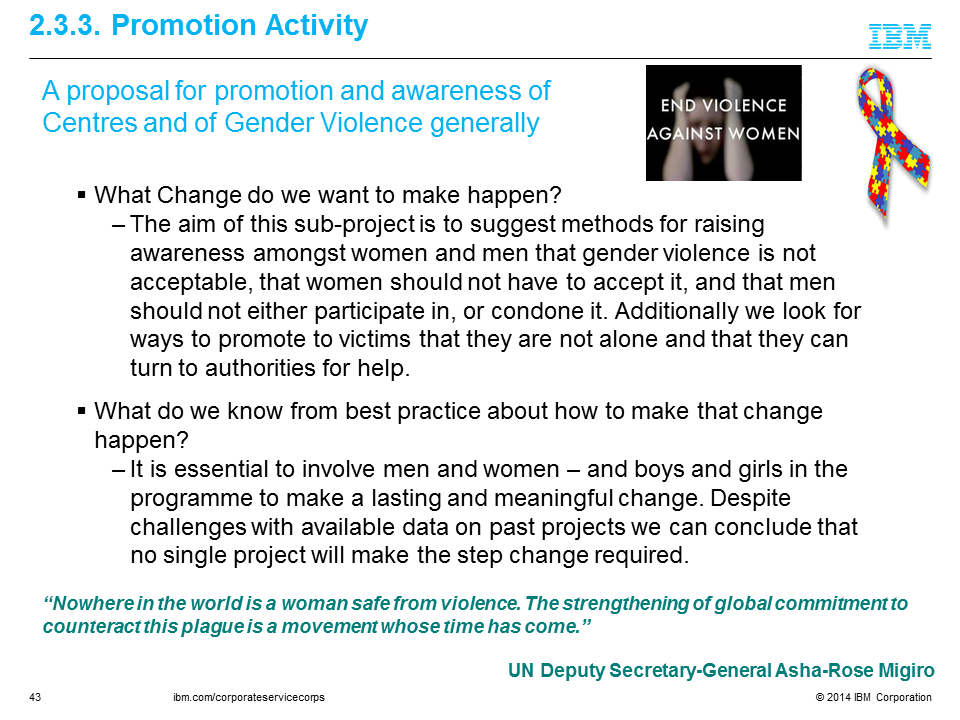 2.3.3. Promotion Activity
IBM
A proposal for promotion and awareness of
Centres and of Gender Violence generally
END VIOLENCE
AGAINST WOMEN
▪ What Change do we want to make happen?
– The aim of this sub-project is to suggest methods for raising
awareness amongst women and men that gender violence is not
acceptable, that women should not have to accept it, and that men
should not either participate in, or condone it. Additionally we look for
ways to promote to victims that they are not alone and that they can
turn to authorities for help.
▪ What do we know from best practice about how to make that change
happen?
– It is essential to involve men and women – and boys and girls in the
programme to make a lasting and meaningful change. Despite
challenges with available data on past projects we can conclude that
no single project will make the step change required.
“Nowhere in the world is a woman safe from violence. The strengthening of global commitment to
counteract this plague is a movement whose time has come.”
UN Deputy Secretary-General Asha-Rose Migiro
43 ibm.com/corporateservicecorps © 2014 IBM Corporation